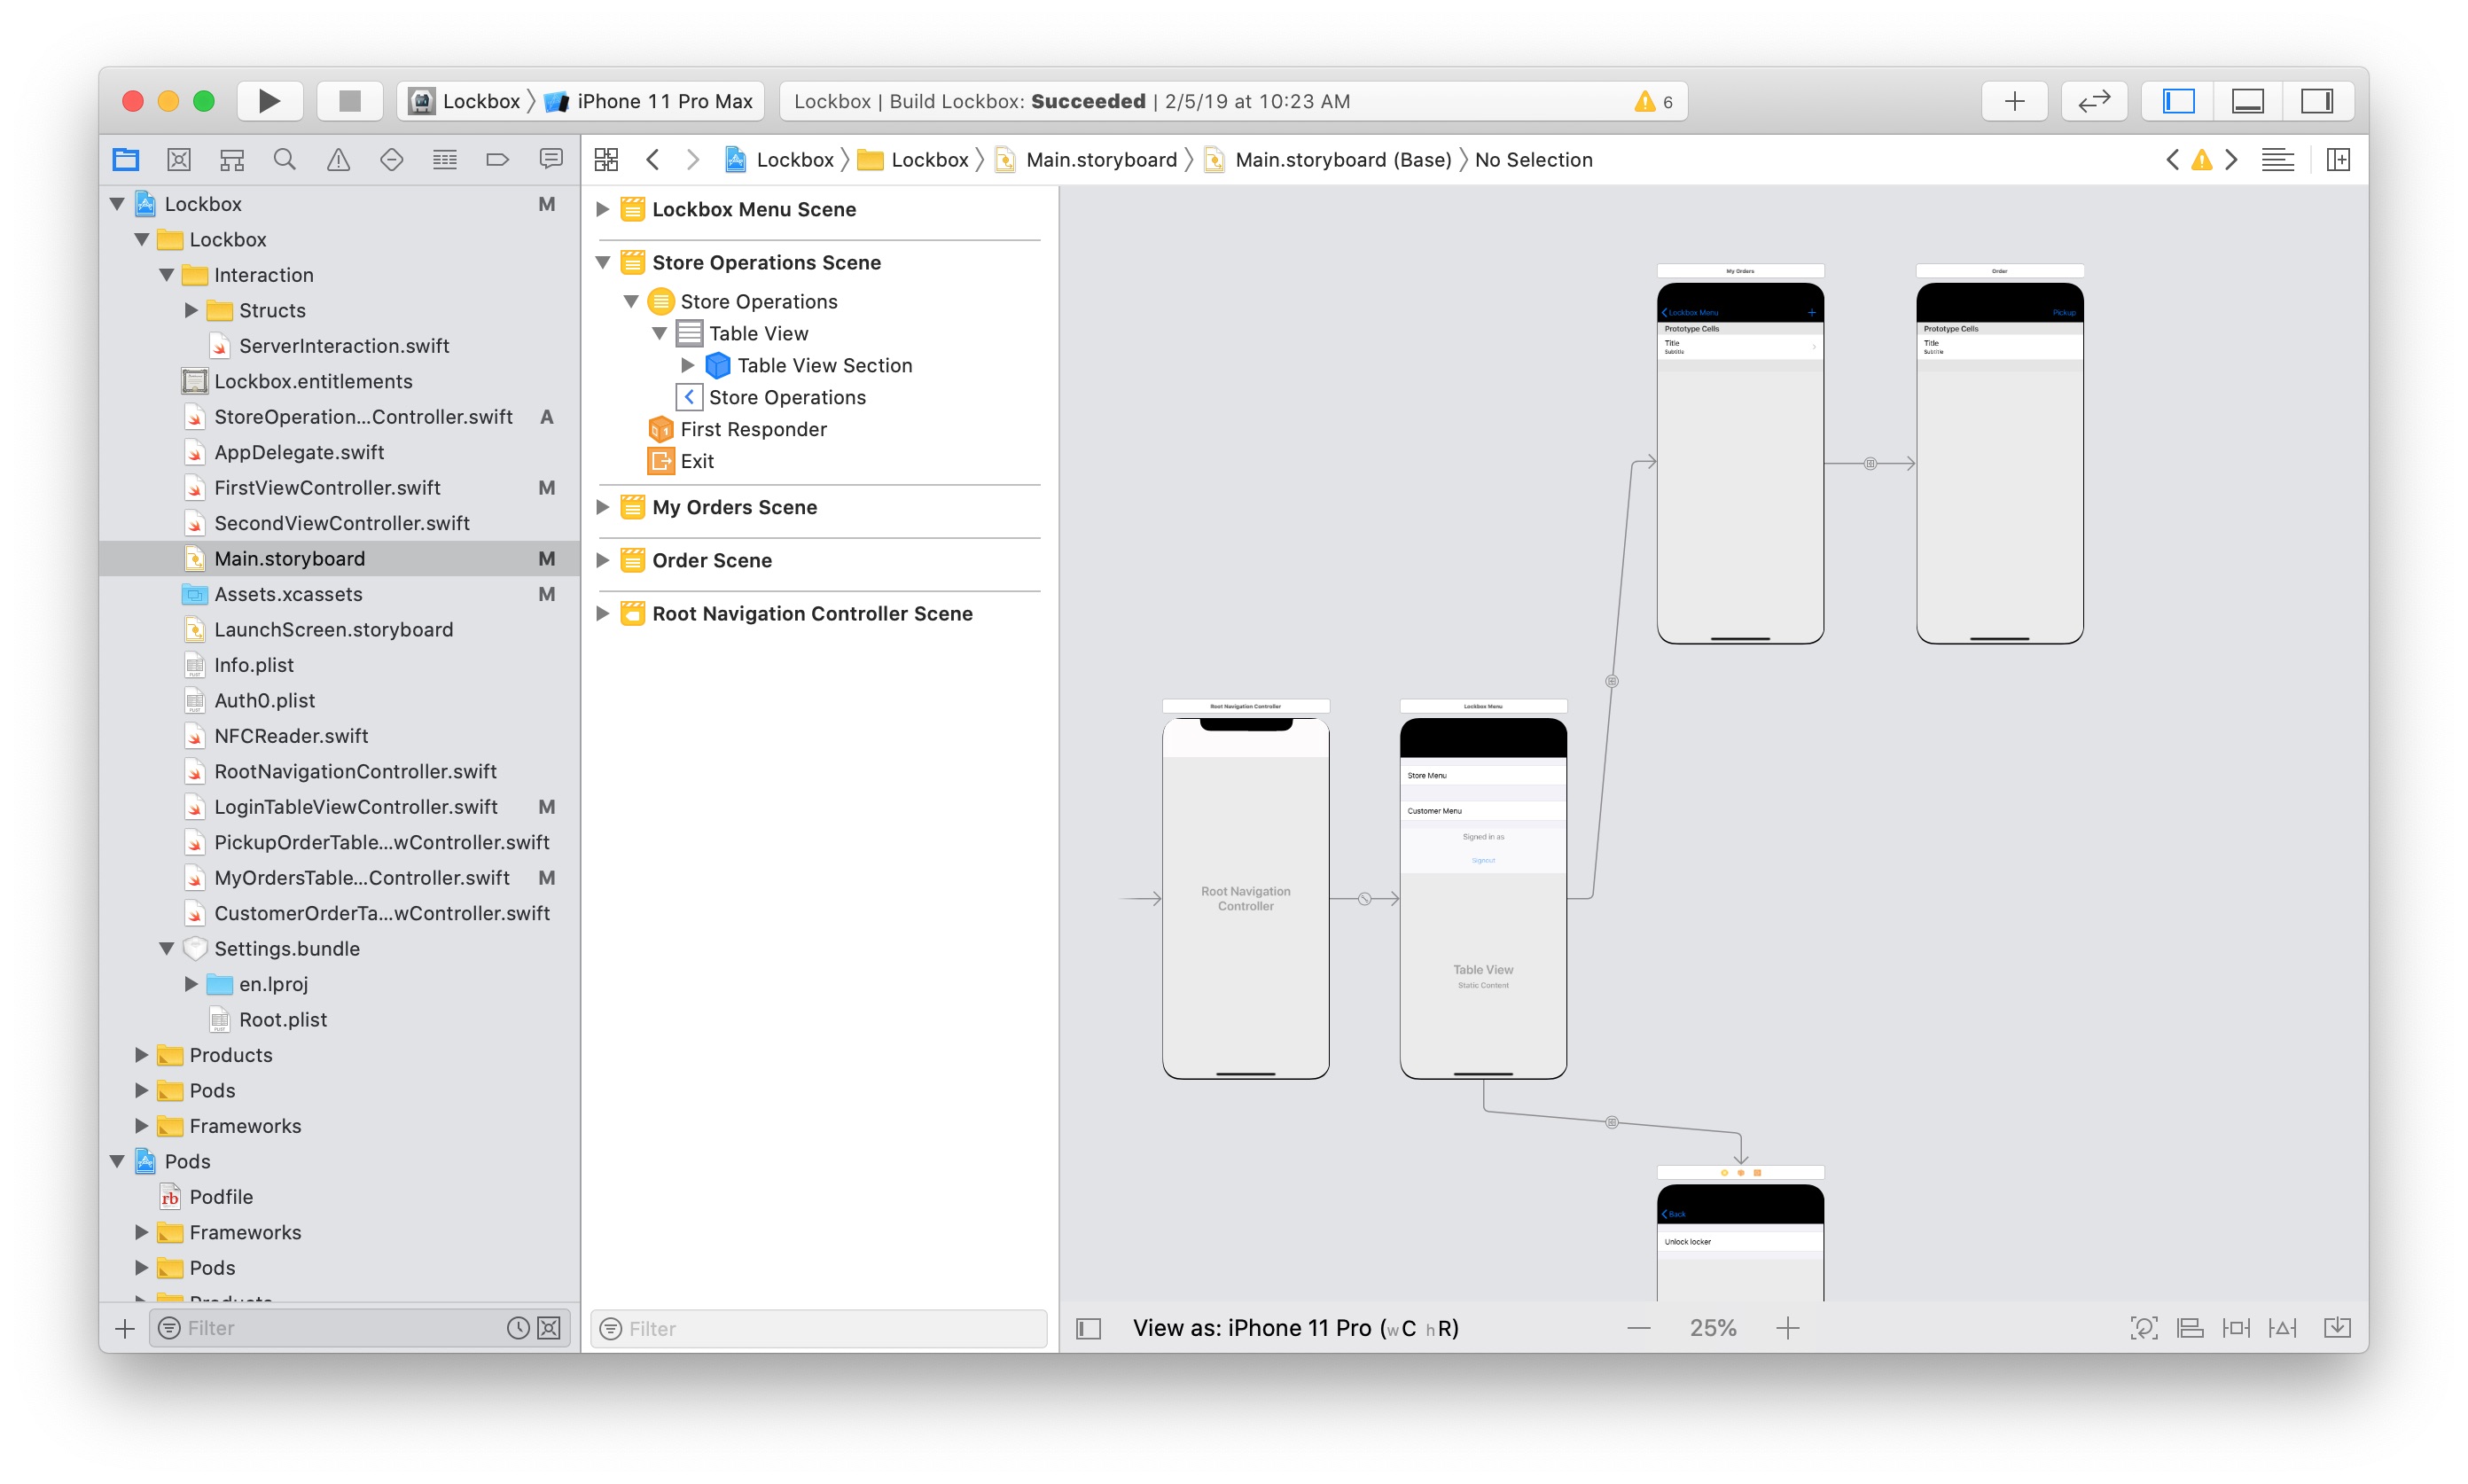 Lockbox iPhone 11 Pro Max
Lockbox | Build Lockbox: Succeeded | 2/5/19 at 10:23 AM
6
Lockbox Lockbox Main.storyboard Main.storyboard (Base) No Selection
Lockbox M
Lockbox
Interaction
Structs
ServerInteraction.swift
Lockbox.entitlements
StoreOperation...Controller.swift A
AppDelegate.swift
FirstViewController.swift M
SecondViewController.swift
Main.storyboard M
Assets.xcassets M
LaunchScreen.storyboard
Info.plist
Auth0.plist
NFCReader.swift
RootNavigationController.swift
LoginTableViewController.swift M
PickupOrderTable...wController.swift
MyOrdersTable...Controller.swift M
CustomerOrderTa...wController.swift
Settings.bundle
en.lproj
Root.plist
Products
Pods
Frameworks
Pods
rb Podfile
Frameworks
Pods
Filter
Lockbox Menu Scene
Store Operations Scene
Store Operations
Table View
Table View Section
Store Operations
First Responder
Exit
My Orders Scene
Order Scene
Root Navigation Controller Scene
Filter
My Orders
Lockbox Menu +
Prototype Cells
Title
Subtitle
Order
Pickup
Prototype Cells
Title
Subtitle
Root Navigation Controller
Root Navigation
Controller
Lockbox Menu
Store Menu
Customer Menu
Signed in as
Signout
Table View
Static Content
Back
Unlock locker
View as: iPhone 11 Pro (wC hR)
25%